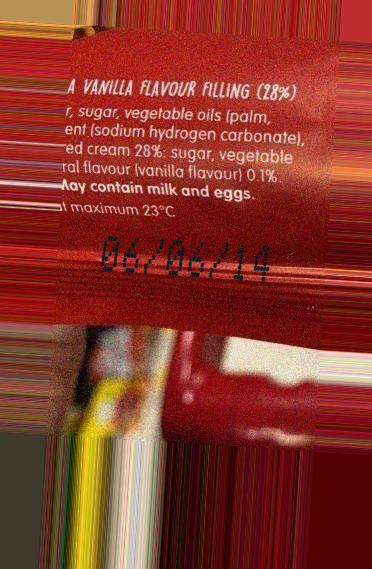 A VANILLA FLAVOUR FILLING (28%)
r, sugar, vegetable oils (palm,
ent (sodium hydrogen carbonate),
ed cream 28%: sugar, vegetable
ral flavour (vanilla flavour) 0.1%.
May contain milk and eggs.
t maximum 23°C
06/06/14